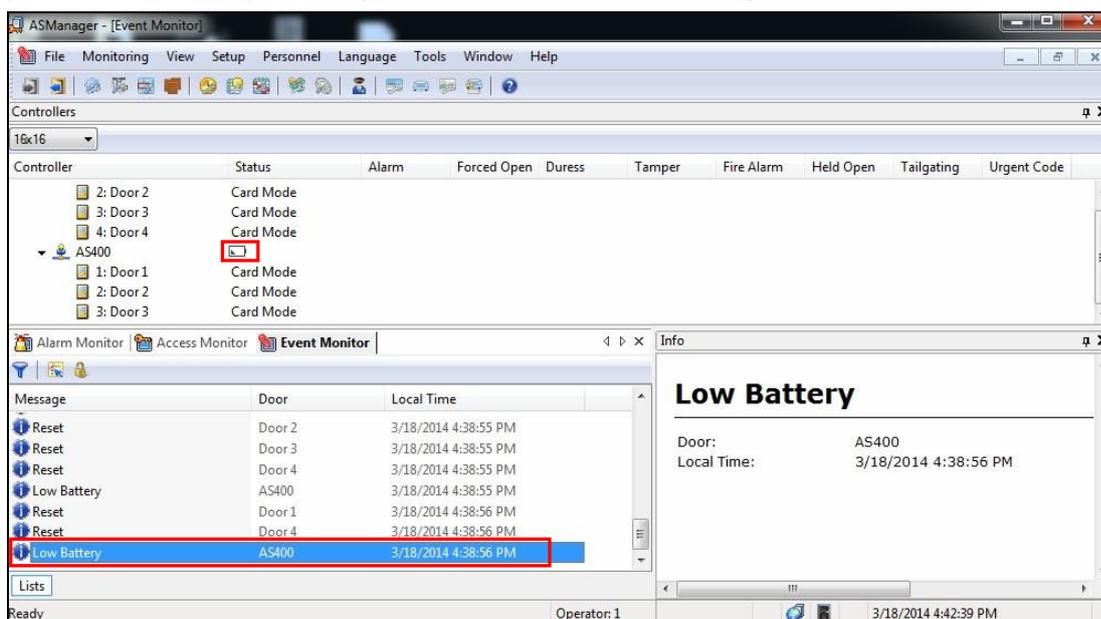 ASManager - [Event Monitor]
File Monitoring View Setup Personnel Language Tools Window Help
Controllers
16x16
Controller Status Alarm Forced Open Duress Tamper Fire Alarm Held Open Tailgating Urgent Code
2: Door 2 Card Mode
3: Door 3 Card Mode
4: Door 4 Card Mode
AS400
1: Door 1 Card Mode
2: Door 2 Card Mode
3: Door 3 Card Mode
Alarm Monitor Access Monitor Event Monitor
Message Door Local Time
Reset Door 2 3/18/2014 4:38:55 PM
Reset Door 3 3/18/2014 4:38:55 PM
Reset Door 4 3/18/2014 4:38:55 PM
Low Battery AS400 3/18/2014 4:38:55 PM
Reset Door 1 3/18/2014 4:38:56 PM
Reset Door 4 3/18/2014 4:38:56 PM
Low Battery AS400 3/18/2014 4:38:56 PM
Lists
Info
Low Battery
Door: AS400
Local Time: 3/18/2014 4:38:56 PM
Ready Operator: 1 3/18/2014 4:42:39 PM